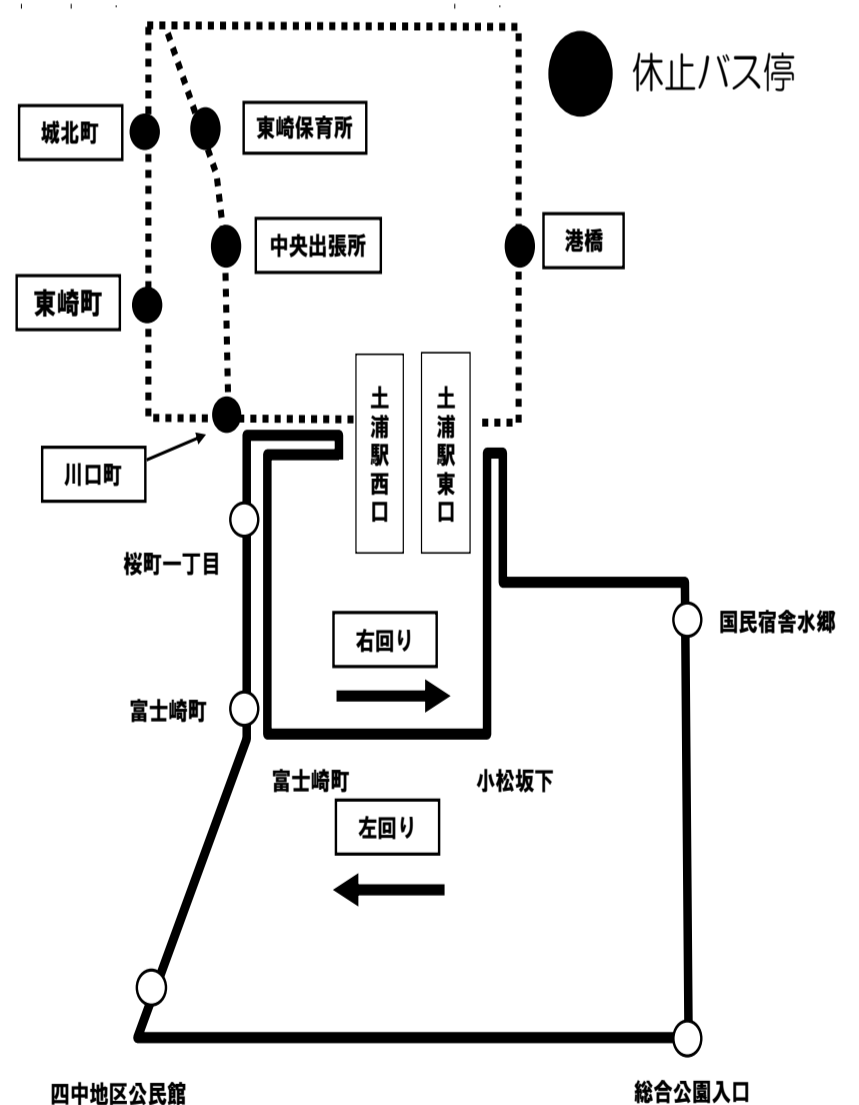 休止バス停
城北町
東崎保育所
中央出張所
港橋
東崎町
土浦駅西口
土浦駅東口
川口町
桜町一丁目
右回り
国民宿舎水郷
富士崎町
富士崎町
小松坂下
左回り
四中地区公民館
総合公園入口